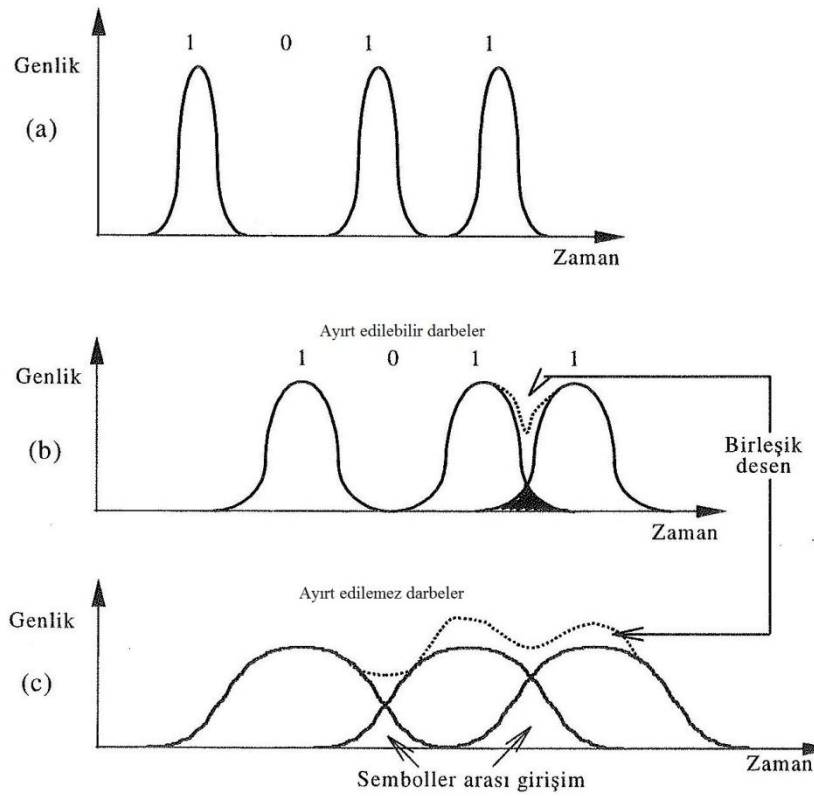 1 0 1 1
Genlik
(a)
Zaman
Ayırt edilebilir darbeler
1 0 1 1
Genlik
(b)
Birleşik
desen
Zaman
Ayırt edilemez darbeler
Genlik
(c)
Zaman
Semboller arası girişim